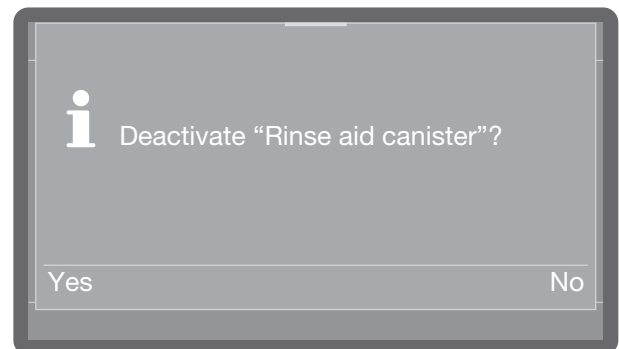 Deactivate “Rinse aid canister”?
Yes
No